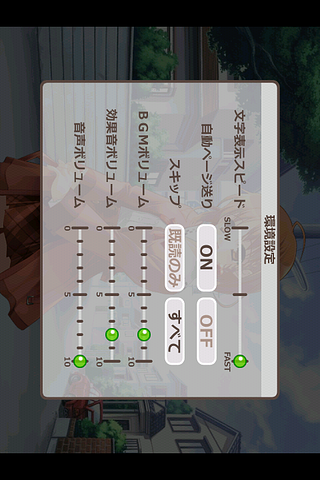 環境設定
文字表示スピード
SLOW FAST
自動ページ送り ON OFF
スキップ 既読のみ すべて
BGMボリューム
0 5 10
効果音ボリューム
0 5 10
音声ボリューム
0 5 10